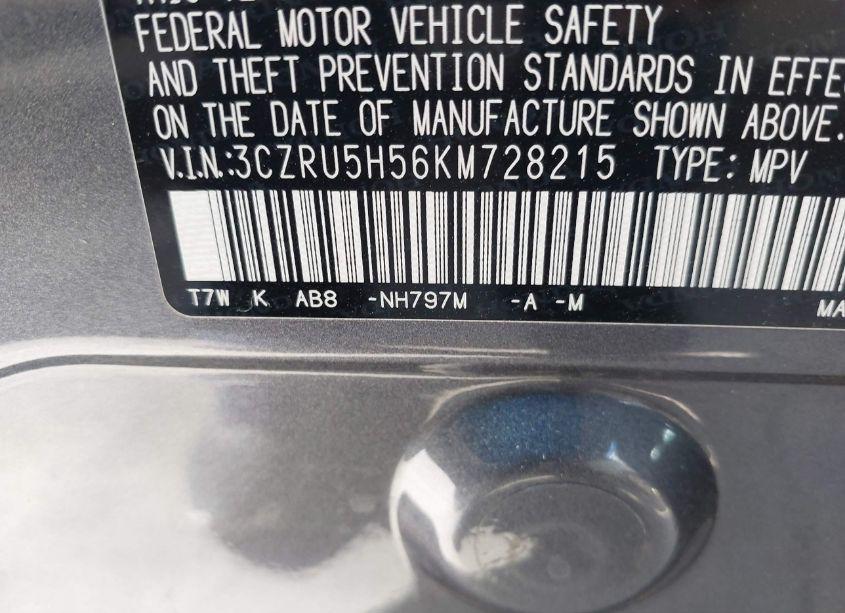 FEDERAL MOTOR VEHICLE SAFETY
AND THEFT PREVENTION STANDARDS IN EFFE
ON THE DATE OF MANUFACTURE SHOWN ABOVE.
V.I.N.:3CZRU5H56KM728215 TYPE: MPV
T7W K AB8 -NH797M -A -M MA